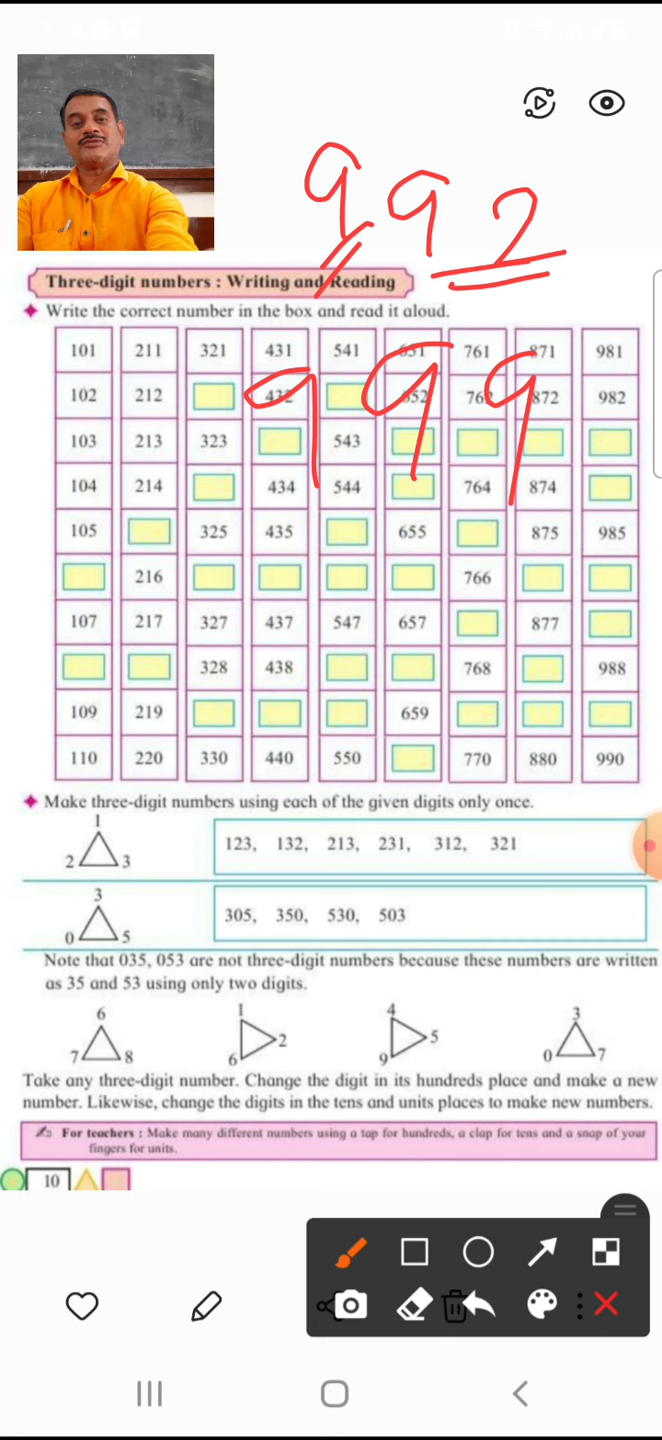 992
Three-digit numbers : Writing and Reading
Write the correct number in the box and read it aloud.
101 211 321 431 541 651 761 871 981
102 212 432 652 762 872 982
103 213 323 543
104 214 434 544 764 874
105 325 435 655 875 985
216 766
107 217 327 437 547 657 877
328 438 768 988
109 219 659
110 220 330 440 550 770 880 990
999
Make three-digit numbers using each of the given digits only once.
1
2 3
123, 132, 213, 231, 312, 321
3
0 5
305, 350, 530, 503
Note that 035, 053 are not three-digit numbers because these numbers are written
as 35 and 53 using only two digits.
6 1 4 3
7 8 6 2 9 5 0 7
Take any three-digit number. Change the digit in its hundreds place and make a new
number. Likewise, change the digits in the tens and units places to make new numbers.
For teachers : Make many different numbers using a tap for hundreds, a clap for tens and a snap of your
fingers for units.
10